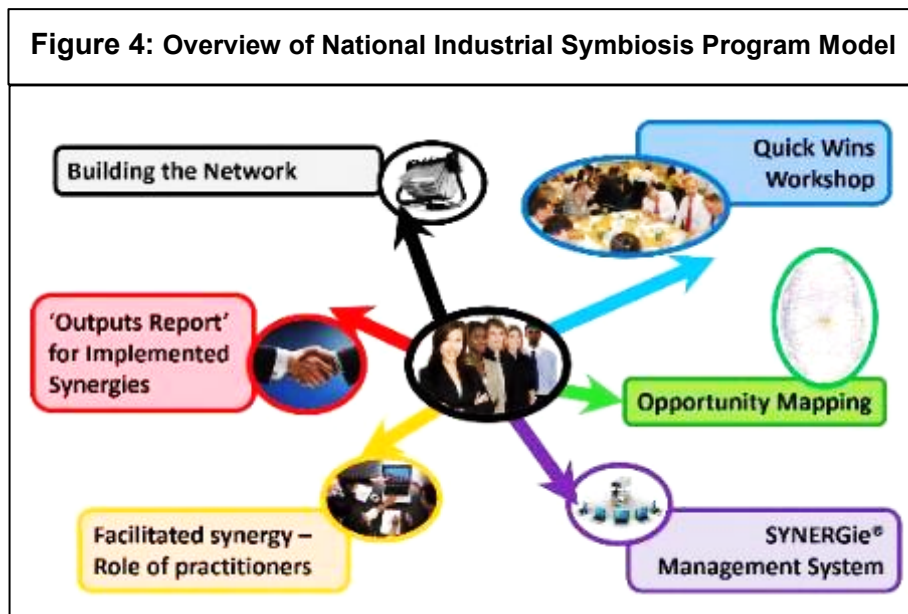 Figure 4: Overview of National Industrial Symbiosis Program Model
Building the Network
Quick Wins
Workshop
'Outputs Report'
for Implemented
Synergies
Opportunity Mapping
Facilitated synergy –
Role of practitioners
SYNERGie®
Management System